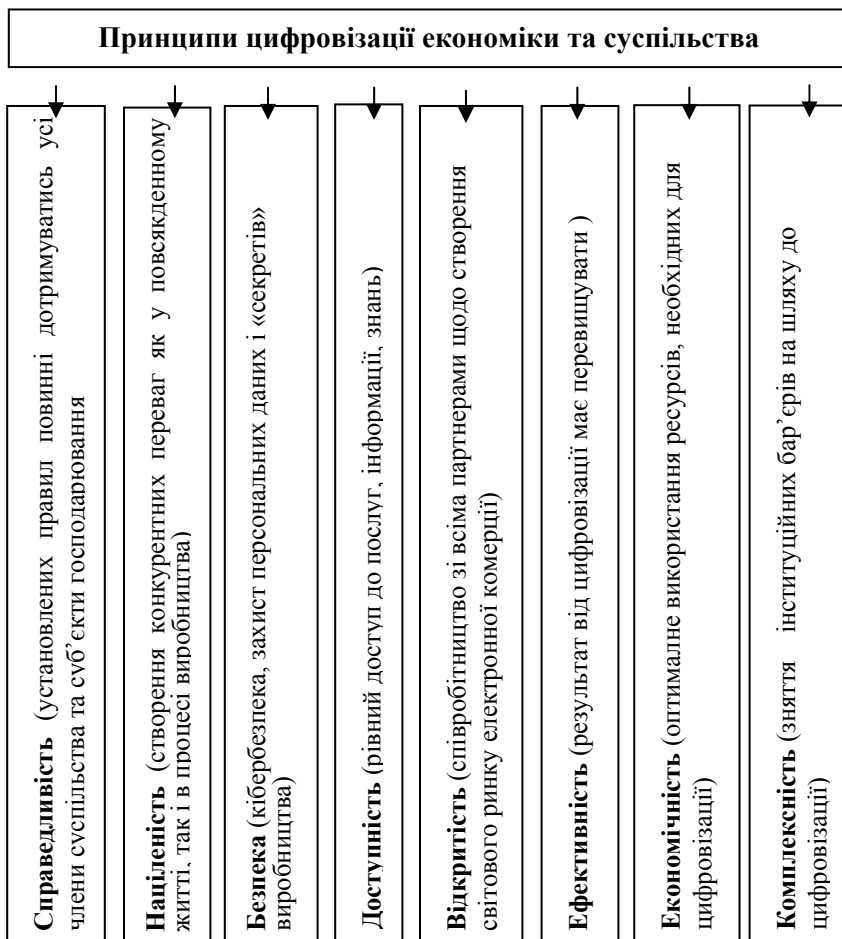 Принципи цифровізації економіки та суспільства
Справедливість (установлених правил повинні дотримуватись усі
члени суспільства та суб’єкти господарювання
Націленість (створення конкурентних переваг як у повсякденному
житті, так і в процесі виробництва)
Безпека (кібербезпека, захист персональних даних і «секретів»
виробництва)
Доступність (рівний доступ до послуг, інформації, знань)
Відкритість (співробітництво зі всіма партнерами щодо створення
світового ринку електронної комерції)
Ефективність (результат від цифровізації має перевищувати )
Економічність (оптимальне використання ресурсів, необхідних для
цифровізації)
Комплексність (зняття інституційних бар’єрів на шляху до
цифровізації)